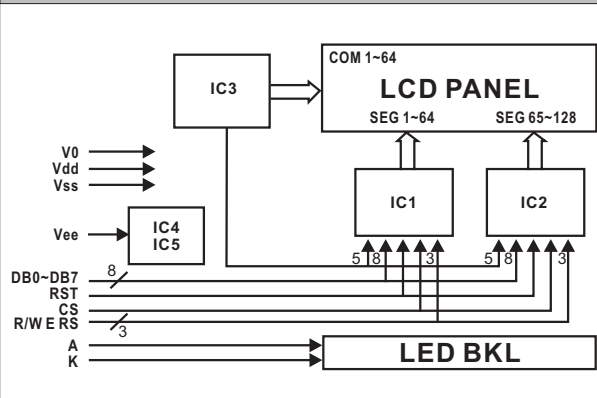 COM 1~64
IC3
LCD PANEL
SEG 1~64
SEG 65~128
V0
Vdd
Vss
IC1
IC2
Vee
IC4
IC5
5
8
3
5
8
3
DB0~DB7
8
RST
CS
R/W E RS
3
A
K
LED BKL